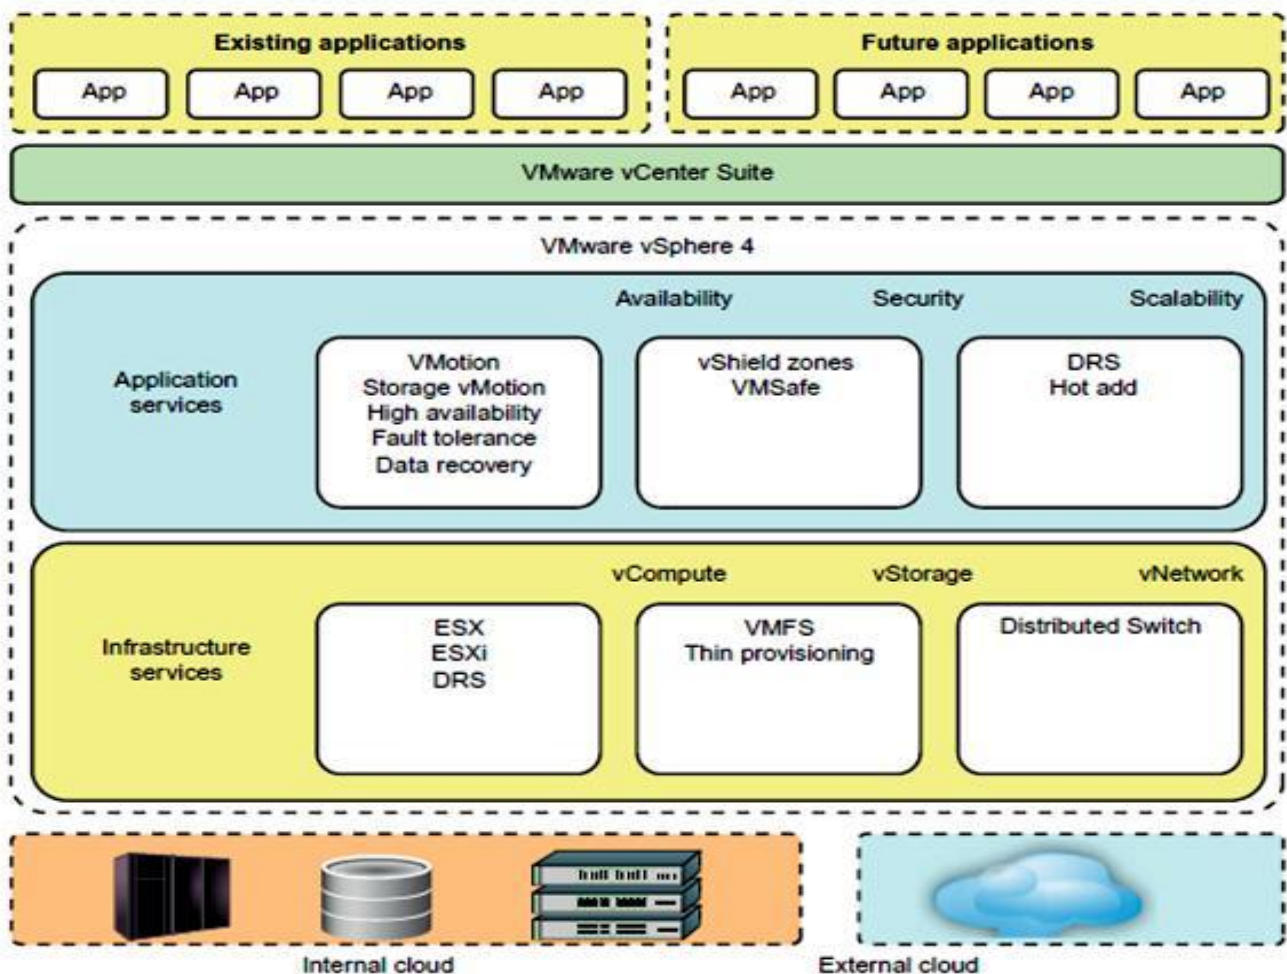 Existing applications
App App App App
Future applications
App App App App
VMware vCenter Suite
VMware vSphere 4
Availability Security Scalability
Application
services
VMotion
Storage vMotion
High availability
Fault tolerance
Data recovery
vShield zones
VMSafe
DRS
Hot add
vCompute vStorage vNetwork
Infrastructure
services
ESX
ESXi
DRS
VMFS
Thin provisioning
Distributed Switch
Internal cloud
External cloud